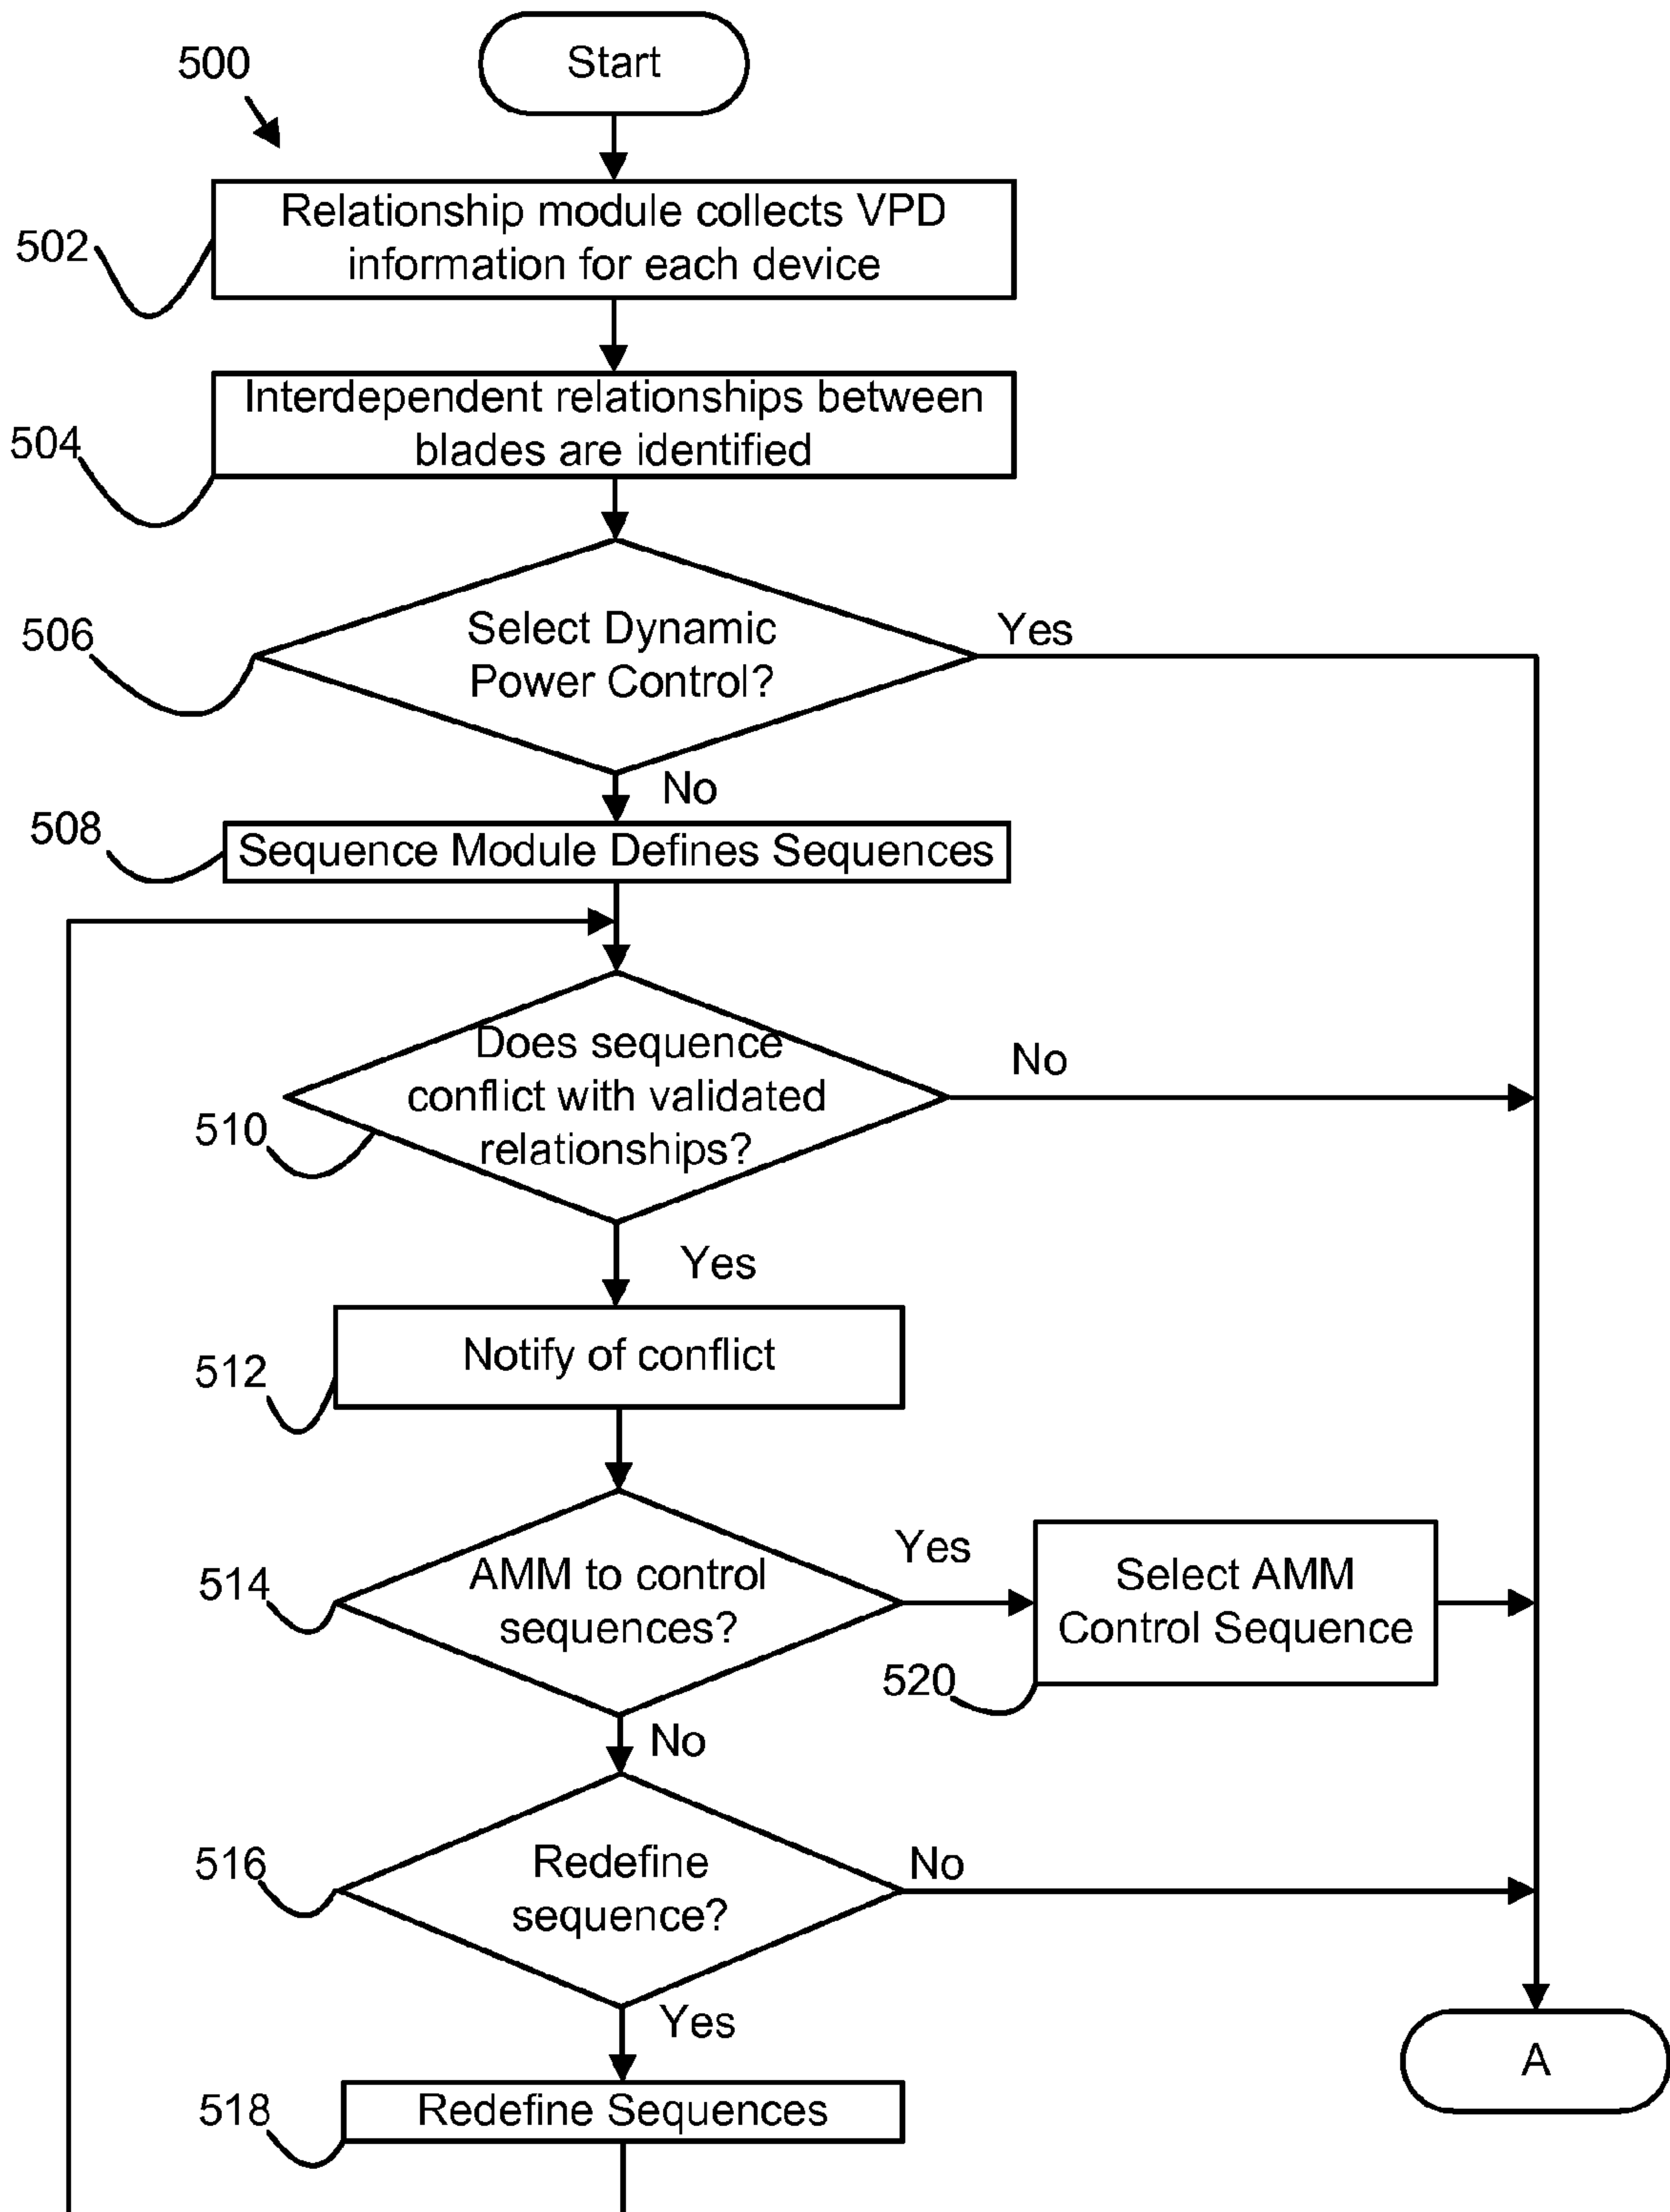 Start
500
Relationship module collects VPD
information for each device
502
Interdependent relationships between
blades are identified
504
Select Dynamic
Power Control?
506
Yes
No
508
Sequence Module Defines Sequences
Does sequence
conflict with validated
relationships?
510
No
Yes
Notify of conflict
512
AMM to control
sequences?
514
Yes
Select AMM
Control Sequence
520
No
Redefine
sequence?
516
No
Yes
A
Redefine Sequences
518